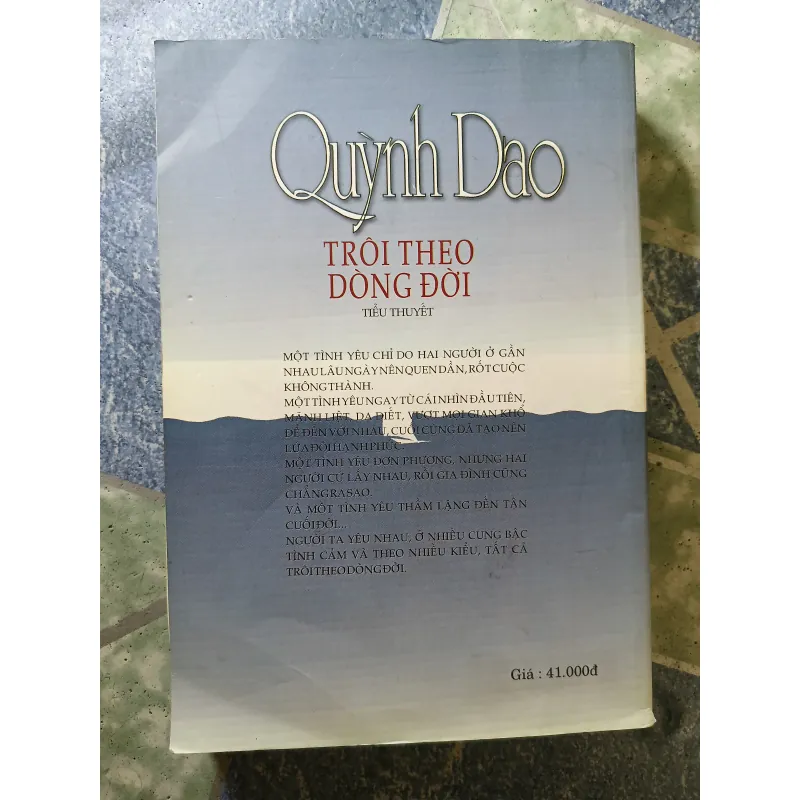 Quỳnh Dao
TRÔI THEO
DÒNG ĐỜI
TIỂU THUYẾT
MỘT TÌNH YÊU CHỈ DO HAI NGƯỜI Ở GẦN
NHAU LÂU NGÀY NÊN QUEN DẦN, RỐT CUỘC
KHÔNG THÀNH.
MỘT TÌNH YÊU NGAY TỪ CÁI NHÌN ĐẦU TIÊN,
MÃNH LIỆT, DA DIẾT, VƯỢT MỌI GIAN KHỔ
ĐỂ ĐẾN VỚI NHAU, CUỐI CÙNG ĐÃ TẠO NÊN
LỨA ĐÔI HẠNH PHÚC.
MỘT TÌNH YÊU ĐƠN PHƯƠNG, NHƯNG HAI
NGƯỜI CỨ LẤY NHAU, RỒI GIA ĐÌNH CŨNG
CHẲNG RA SAO.
VÀ MỘT TÌNH YÊU THẦM LẶNG ĐẾN TẬN
CUỐI ĐỜI...
NGƯỜI TA YÊU NHAU, Ở NHIỀU CUNG BẬC
TÌNH CẢM VÀ THEO NHIỀU KIỂU, TẤT CẢ
TRÔI THEO DÒNG ĐỜI.
Giá : 41.000đ